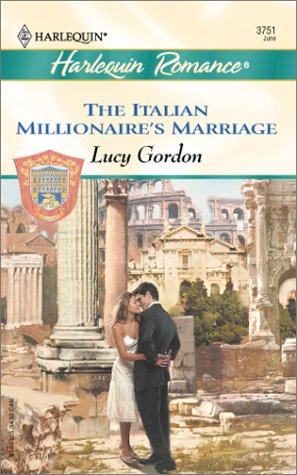 HARLEQUIN®
3751
June
Harlequin Romance®
THE ITALIAN
MILLIONAIRE'S MARRIAGE
Lucy Gordon